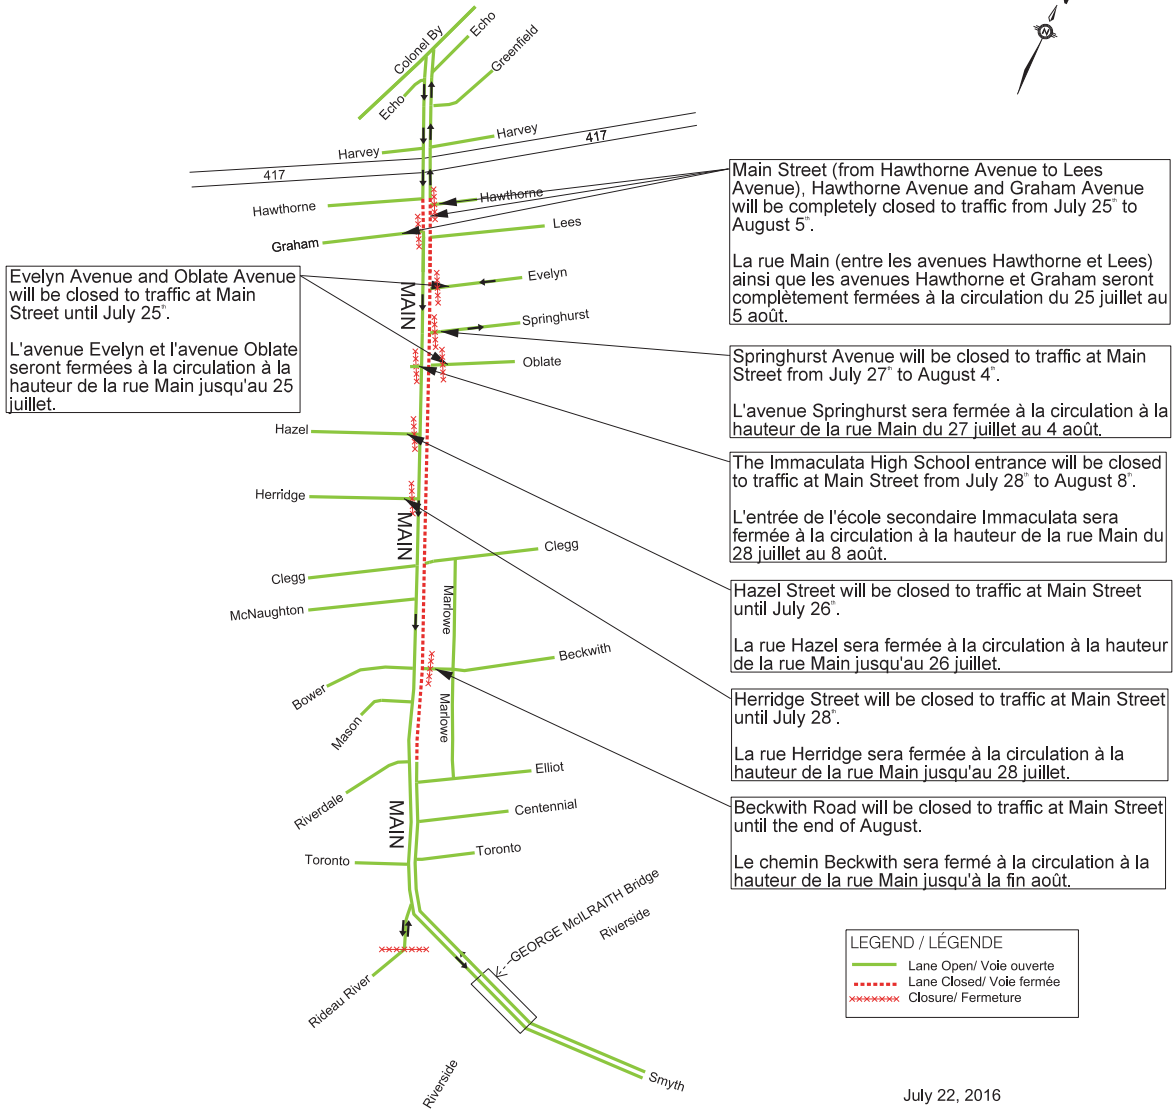 Colonel By
Echo
Greenfield
Echo
N
Harvey
417
Harvey
417
Hawthorne
Hawthorne
Lees
Graham
Evelyn
MAIN
Springhurst
Oblate
Hazel
Herridge
MAIN
Clegg
Clegg
McNaughton
Marlowe
Beckwith
Bower
Marlowe
Mason
Elliot
Riverdale
Centennial
MAIN
Toronto
Toronto
GEORGE McILRAITH Bridge
Riverside
Rideau River
Riverside
Smyth
Evelyn Avenue and Oblate Avenue
will be closed to traffic at Main
Street until July 25th.
L'avenue Evelyn et l'avenue Oblate
seront fermées à la circulation à la
hauteur de la rue Main jusqu'au 25
juillet.
Main Street (from Hawthorne Avenue to Lees
Avenue), Hawthorne Avenue and Graham Avenue
will be completely closed to traffic from July 25th to
August 5th.
La rue Main (entre les avenues Hawthorne et Lees)
ainsi que les avenues Hawthorne et Graham seront
complètement fermées à la circulation du 25 juillet au
5 août.
Springhurst Avenue will be closed to traffic at Main
Street from July 27th to August 4th.
L'avenue Springhurst sera fermée à la circulation à la
hauteur de la rue Main du 27 juillet au 4 août.
The Immaculata High School entrance will be closed
to traffic at Main Street from July 28th to August 8th.
L'entrée de l'école secondaire Immaculata sera
fermée à la circulation à la hauteur de la rue Main du
28 juillet au 8 août.
Hazel Street will be closed to traffic at Main Street
until July 26th.
La rue Hazel sera fermée à la circulation à la hauteur
de la rue Main jusqu'au 26 juillet.
Herridge Street will be closed to traffic at Main Street
until July 28th.
La rue Herridge sera fermée à la circulation à la
hauteur de la rue Main jusqu'au 28 juillet.
Beckwith Road will be closed to traffic at Main Street
until the end of August.
Le chemin Beckwith sera fermé à la circulation à la
hauteur de la rue Main jusqu'à la fin août.
LEGEND / LÉGENDE
Lane Open/ Voie ouverte
Lane Closed/ Voie fermée
Closure/ Fermeture
July 22, 2016